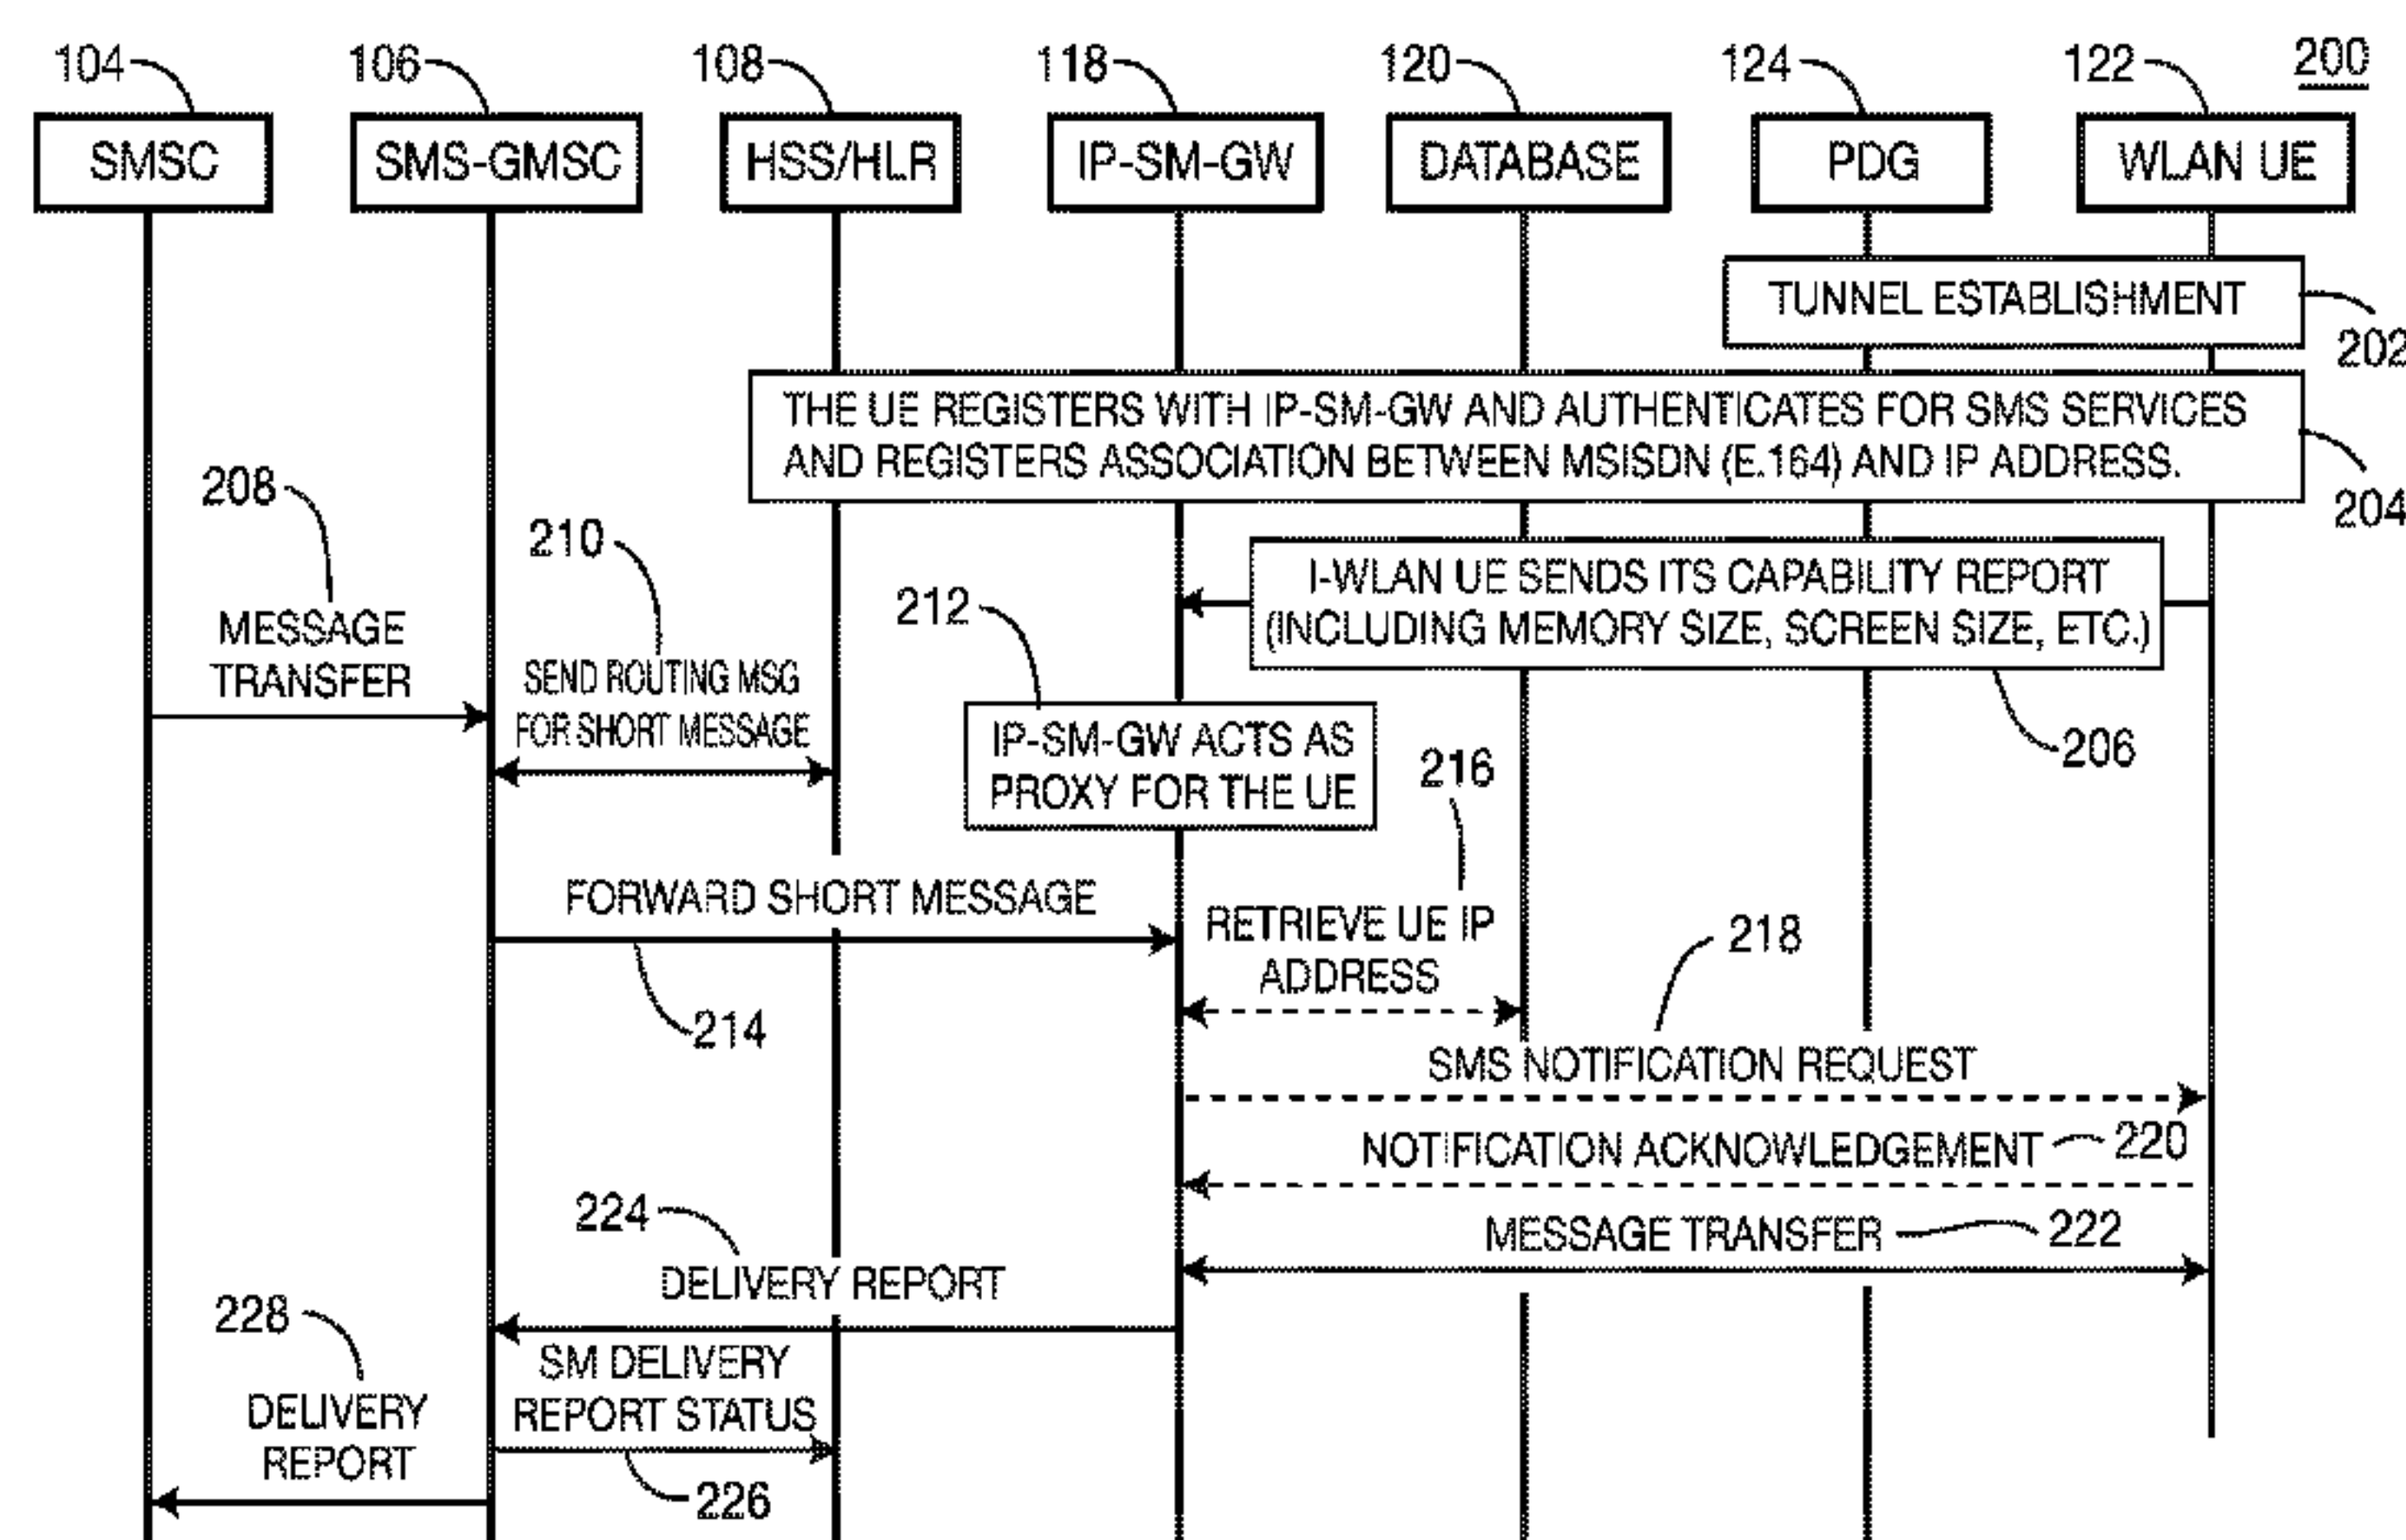 104
106
108
118
120
124
122
200
SMSC
SMS-GMSC
HSS/HLR
IP-SM-GW
DATABASE
PDG
WLAN UE
TUNNEL ESTABLISHMENT
202
THE UE REGISTERS WITH IP-SM-GW AND AUTHENTICATES FOR SMS SERVICES
AND REGISTERS ASSOCIATION BETWEEN MSISDN (E.164) AND IP ADDRESS.
204
I-WLAN UE SENDS ITS CAPABILITY REPORT
(INCLUDING MEMORY SIZE, SCREEN SIZE, ETC.)
206
208
MESSAGE
TRANSFER
210
SEND ROUTING MSG
FOR SHORT MESSAGE
212
IP-SM-GW ACTS AS
PROXY FOR THE UE
FORWARD SHORT MESSAGE
214
216
RETRIEVE UE IP
ADDRESS
218
SMS NOTIFICATION REQUEST
NOTIFICATION ACKNOWLEDGEMENT
220
MESSAGE TRANSFER
222
224
DELIVERY REPORT
SM DELIVERY
REPORT STATUS
226
228
DELIVERY
REPORT